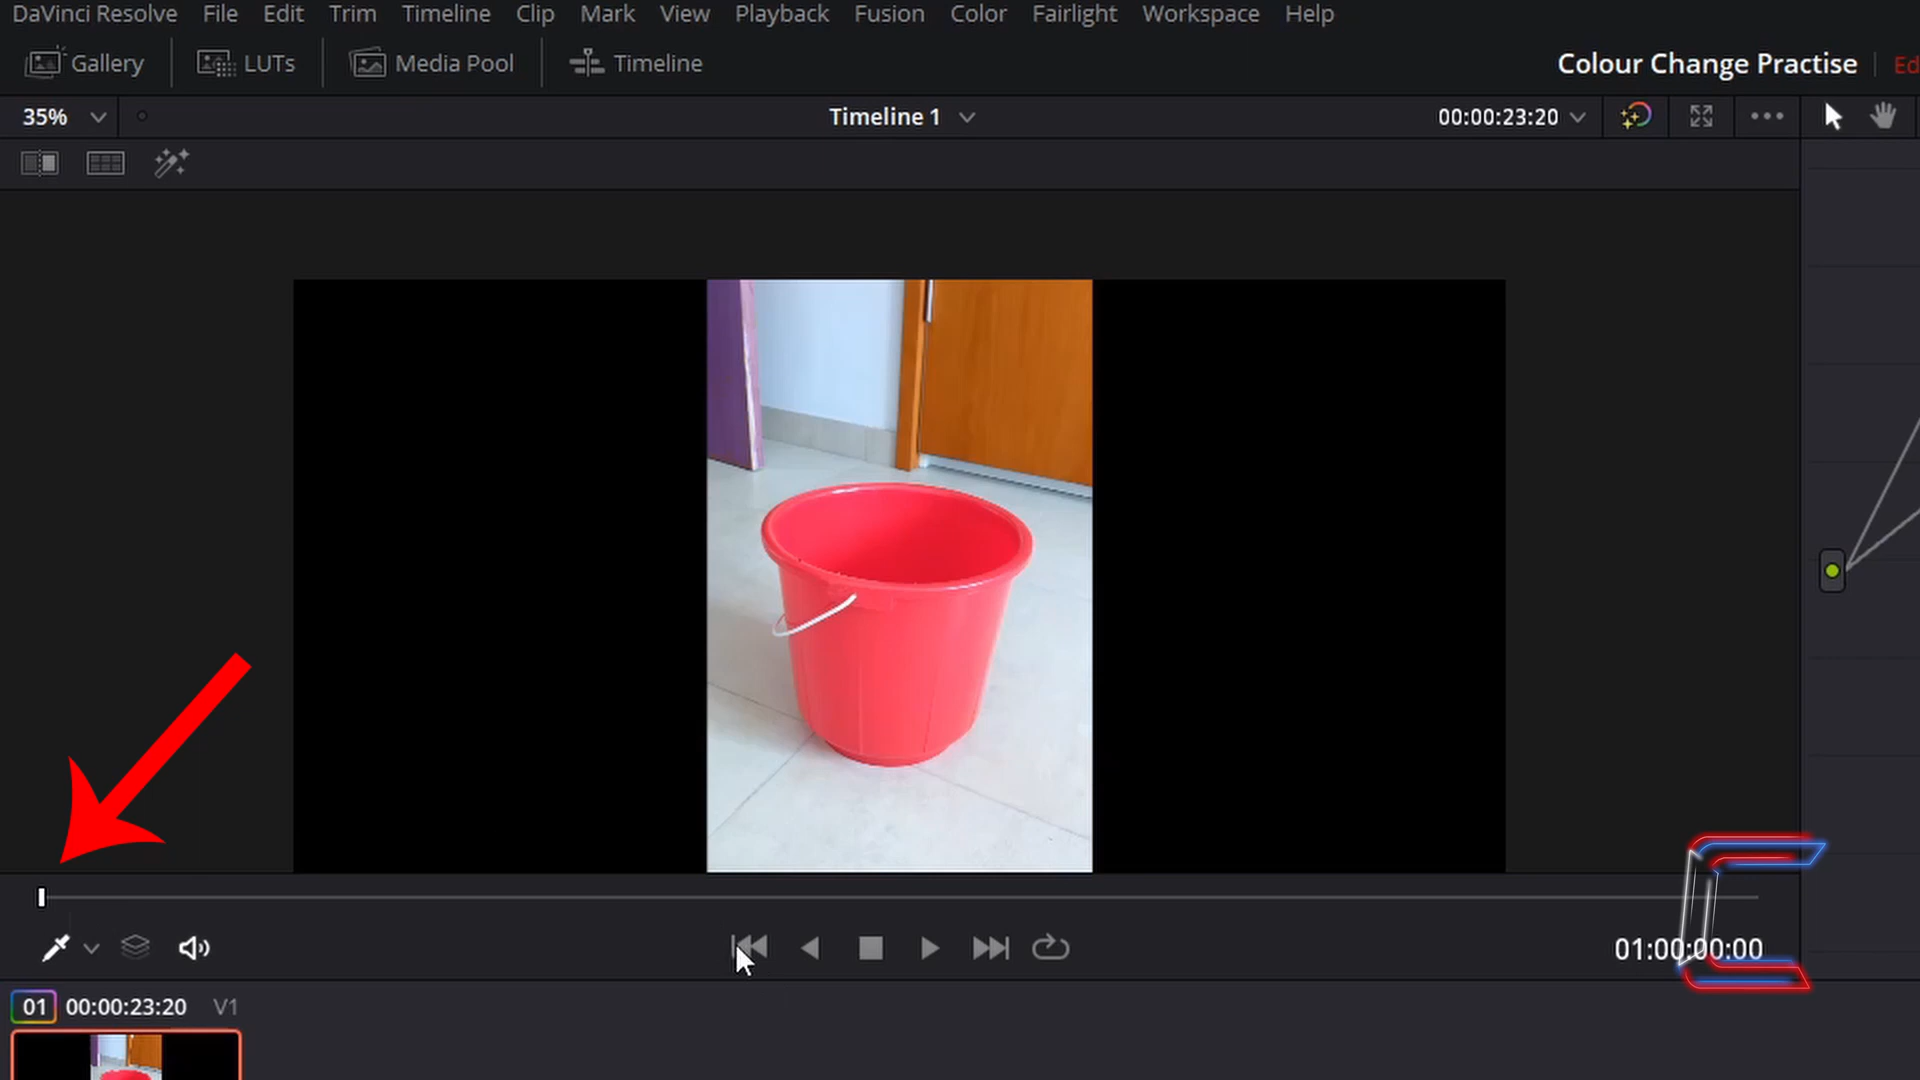 DaVinci Resolve File Edit Trim Timeline Clip Mark View Playback Fusion Color Fairlight Workspace Help
Gallery LUTs Media Pool Timeline Colour Change Practise Ed
35% Timeline 1 00:00:23:20
01:00:00:00
01 00:00:23:20 V1